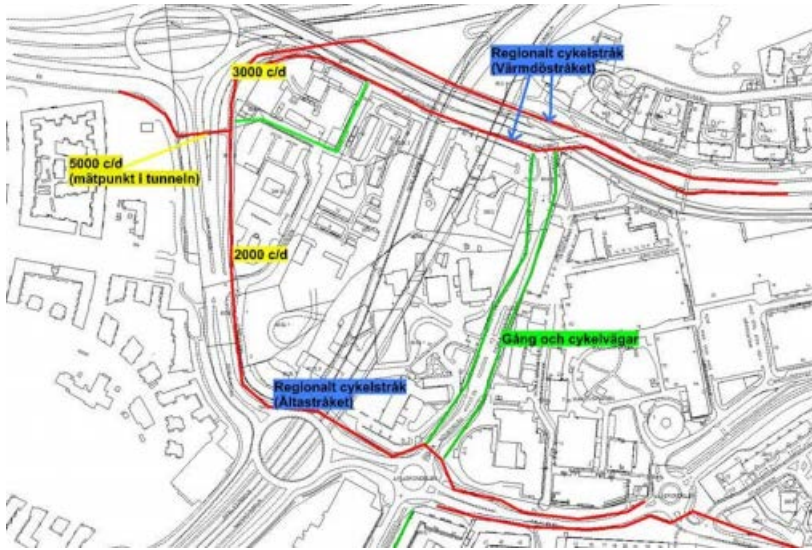 3000 c/d
Regionalt cykelstråk
(Värmdöstråket)
5000 c/d
(mätpunkt i tunneln)
2000 c/d
Gång och cykelvägar
Regionalt cykelstråk
(Ältastråket)